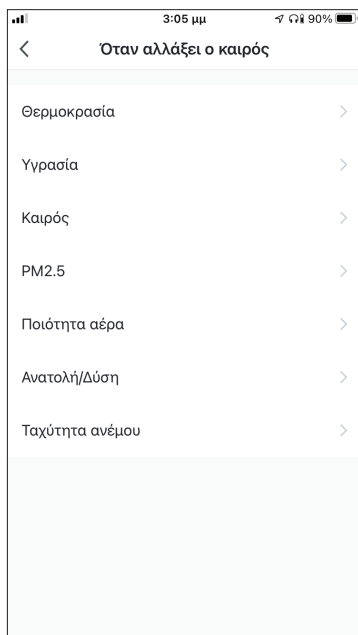 3:05 μμ 90%
Όταν αλλάξει ο καιρός
Θερμοκρασία
Υγρασία
Καιρός
PM2.5
Ποιότητα αέρα
Ανατολή/Δύση
Ταχύτητα ανέμου